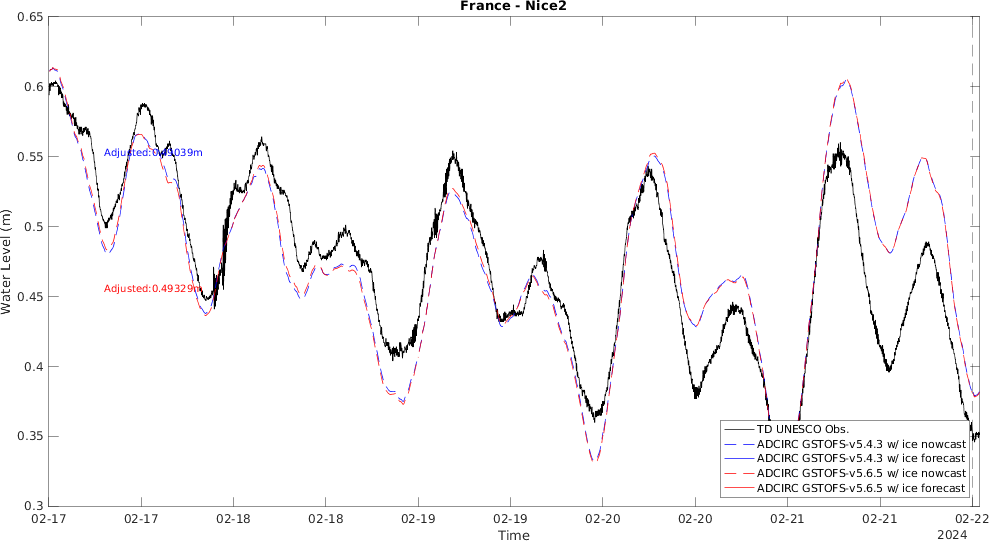 France - Nice2
Water Level (m)
0.65
0.6
0.55
0.5
0.45
0.4
0.35
0.3
Adjusted:0.49039m
Adjusted:0.49329m
TD UNESCO Obs.
ADCIRC GSTOFS-v5.4.3 w/ ice nowcast
ADCIRC GSTOFS-v5.4.3 w/ ice forecast
ADCIRC GSTOFS-v5.6.5 w/ ice nowcast
ADCIRC GSTOFS-v5.6.5 w/ ice forecast
02-17 02-17 02-18 02-18 02-19 02-19 02-20 02-20 02-21 02-21 02-22
Time
2024